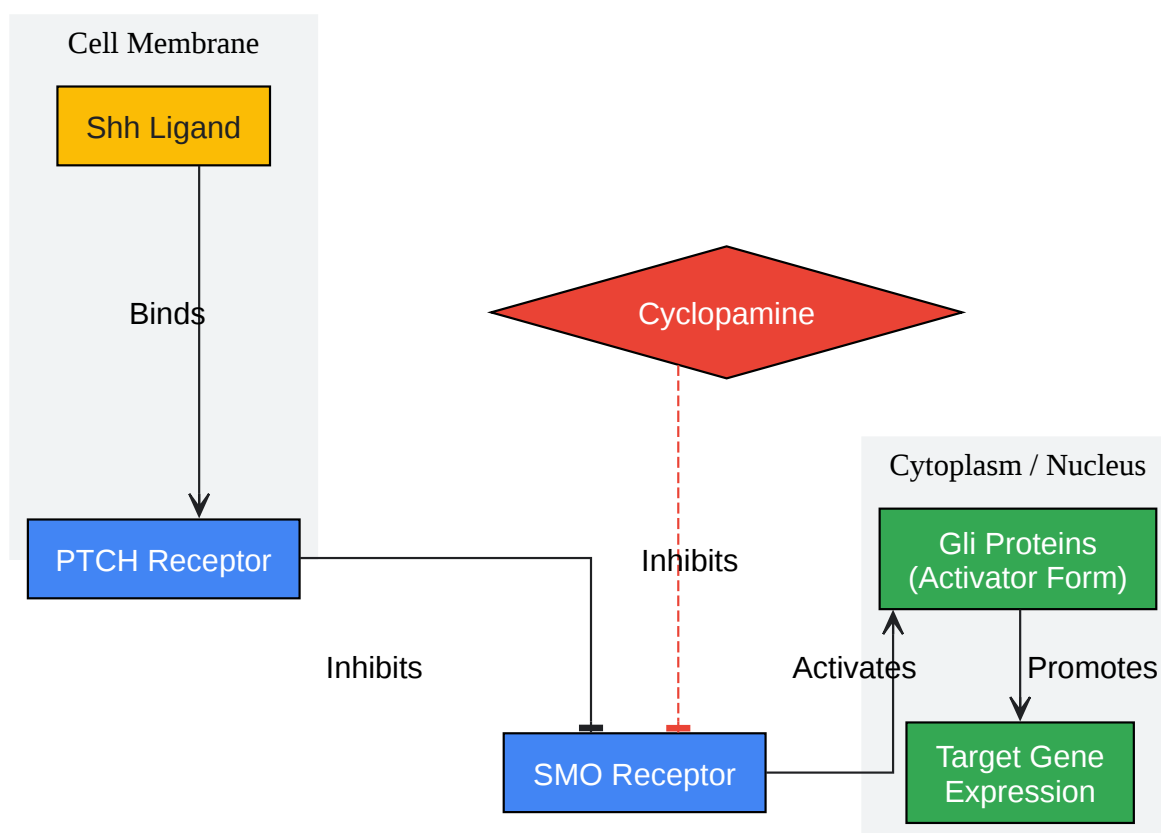 Cell Membrane
Shh Ligand
Binds
Cyclopamine
Cytoplasm / Nucleus
PTCH Receptor
Inhibits
Gli Proteins
(Activator Form)
Inhibits
Activates
Promotes
SMO Receptor
Target Gene
Expression